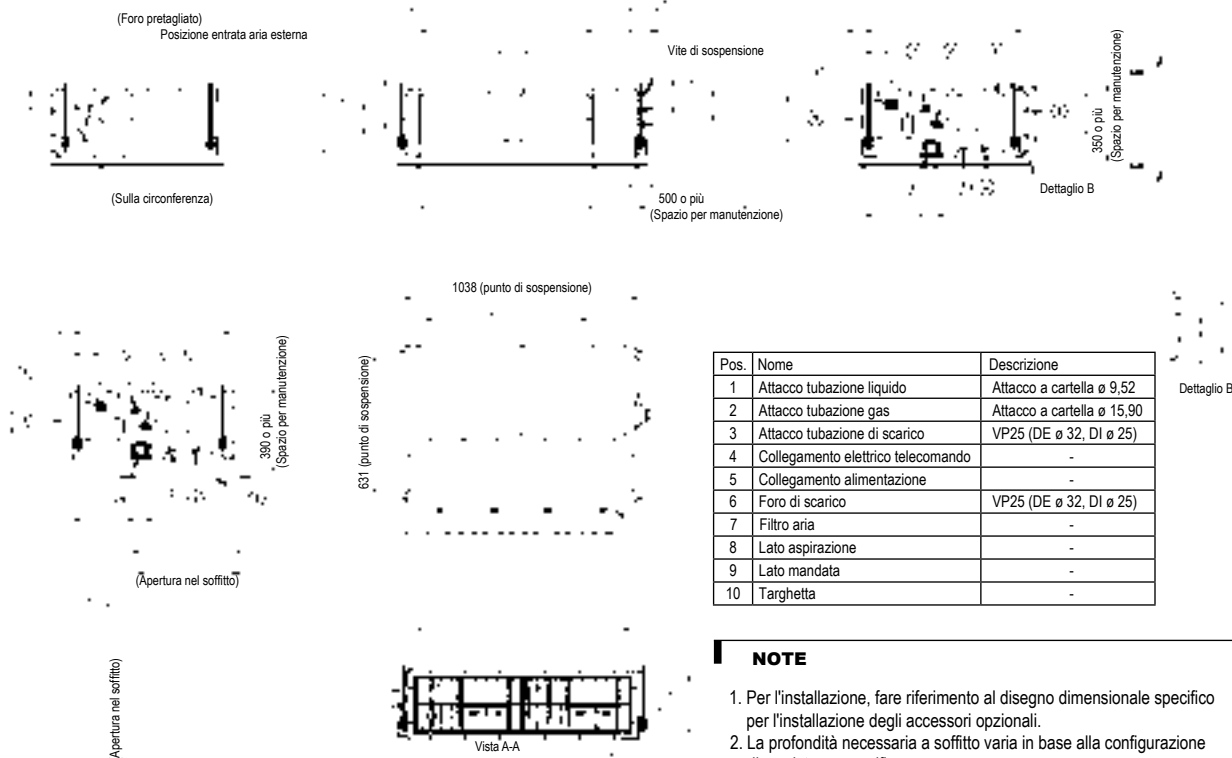 (Foro pretagliato)
Posizione entrata aria esterna
Vite di sospensione
350 o più
(Spazio per manutenzione)
(Sulla circonferenza)
500 o più
(Spazio per manutenzione)
Dettaglio B
1038 (punto di sospensione)
631 (punto di sospensione)
390 o più
(Spazio per manutenzione)
(Apertura nel soffitto)
Apertura nel soffitto)
Vista A-A
Dettaglio B
Pos. Nome Descrizione
1 Attacco tubazione liquido Attacco a cartella ø 9,52
2 Attacco tubazione gas Attacco a cartella ø 15,90
3 Attacco tubazione di scarico VP25 (DE ø 32, DI ø 25)
4 Collegamento elettrico telecomando -
5 Collegamento alimentazione -
6 Foro di scarico VP25 (DE ø 32, DI ø 25)
7 Filtro aria -
8 Lato aspirazione -
9 Lato mandata -
10 Targhetta -
NOTE
1. Per l'installazione, fare riferimento al disegno dimensionale specifico
per l'installazione degli accessori opzionali.
2. La profondità necessaria a soffitto varia in base alla configurazione